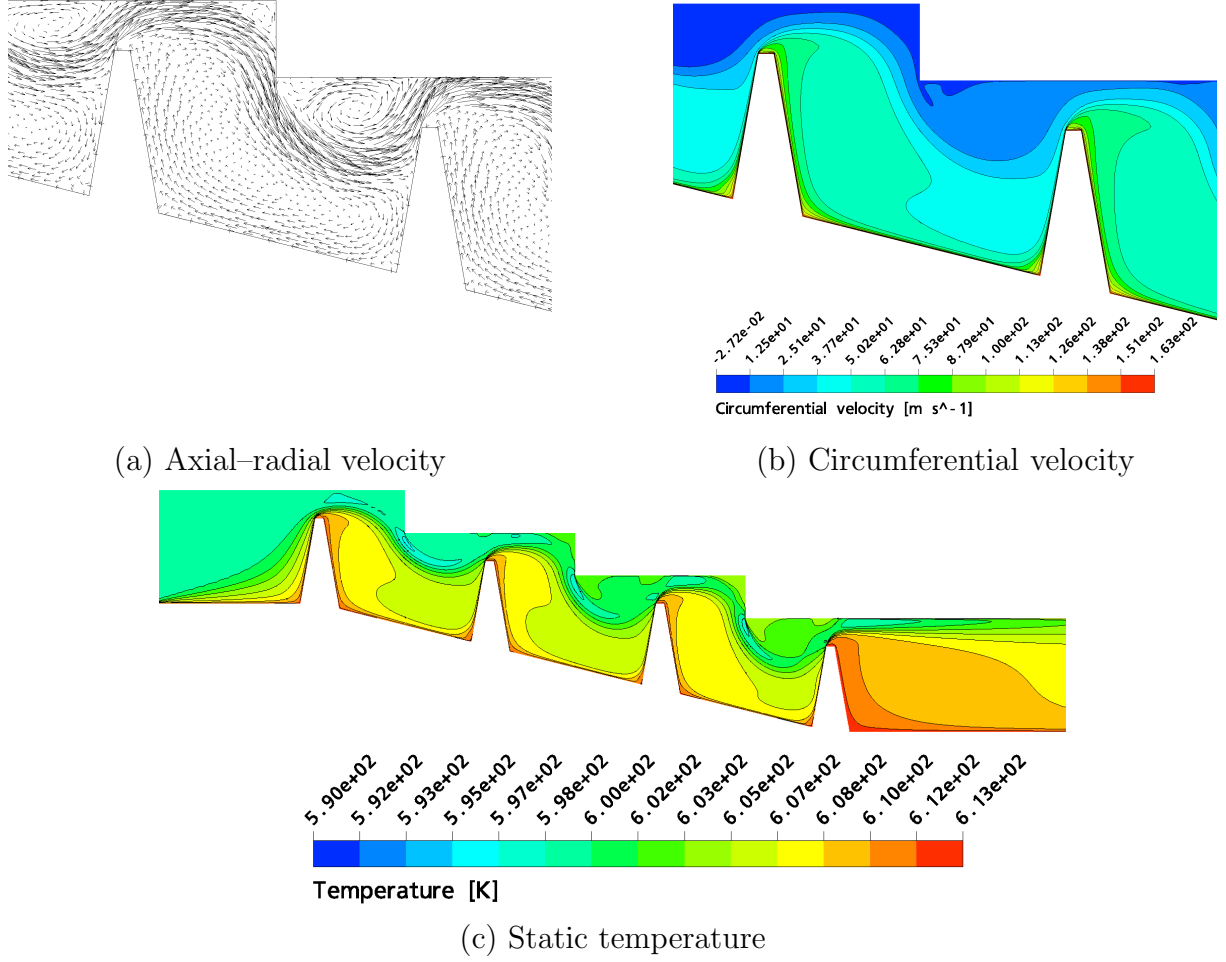 -2.72e-02
1.25e+01
2.51e+01
3.77e+01
5.02e+01
6.28e+01
7.53e+01
8.79e+01
1.00e+02
1.13e+02
1.26e+02
1.38e+02
1.51e+02
1.63e+02
Circumferential velocity [m s^-1]
(a) Axial–radial velocity
(b) Circumferential velocity
5.90e+02
5.92e+02
5.93e+02
5.95e+02
5.97e+02
5.98e+02
6.00e+02
6.02e+02
6.03e+02
6.05e+02
6.07e+02
6.08e+02
6.10e+02
6.12e+02
6.13e+02
Temperature [K]
(c) Static temperature